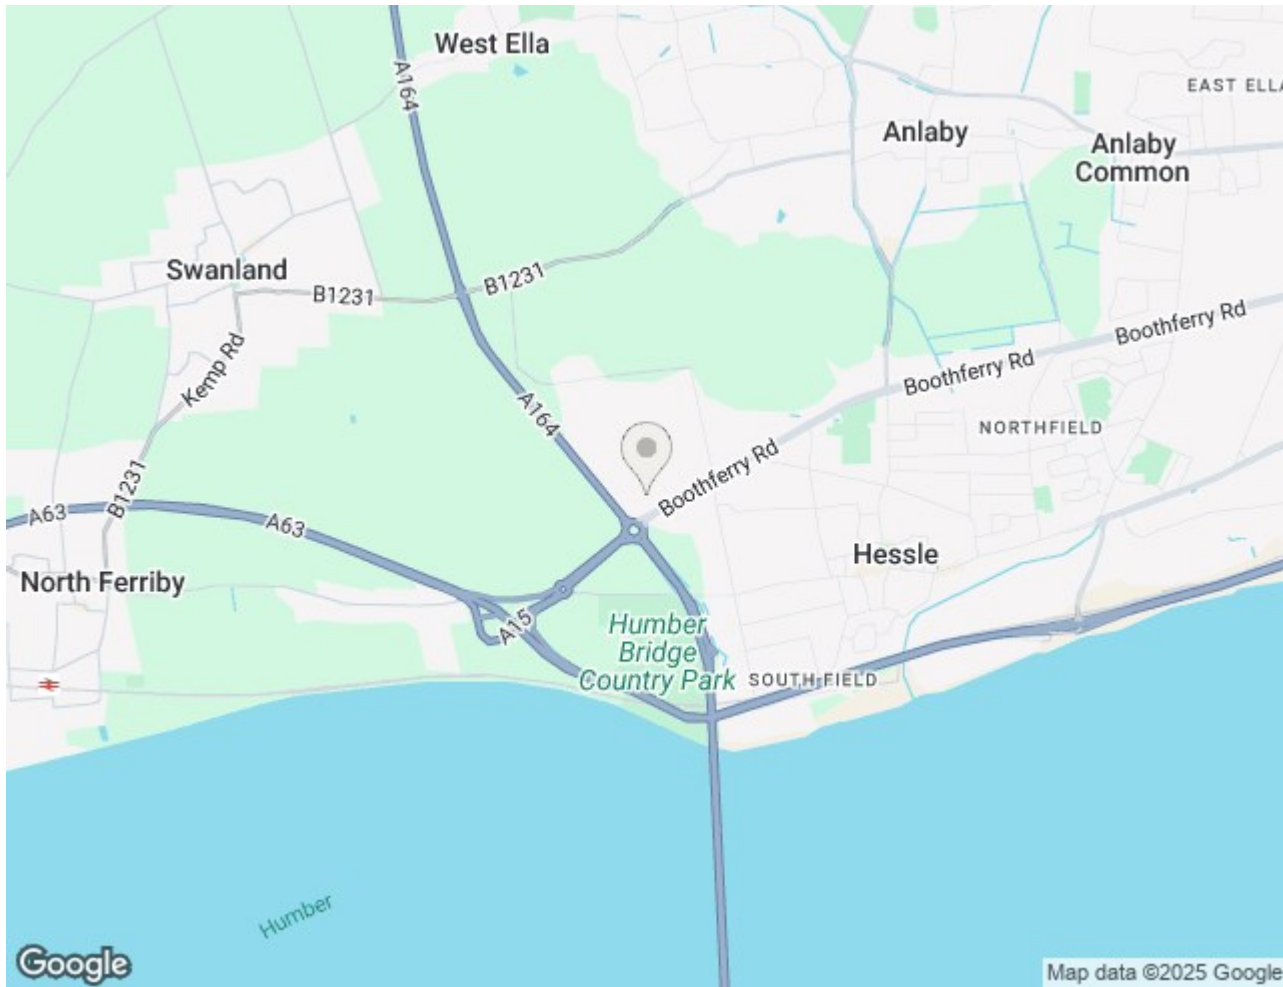 West Ella
A164
EAST ELLA
Anlaby
Anlaby
Common
Swanland
B1231
B1231
Boothferry Rd
Kemp Rd
Boothferry Rd
A164
NORTHFIELD
Boothferry Rd
B1231
A63
A63
Hessle
North Ferriby
A15
Humber
Bridge
Country Park
SOUTH FIELD
Humber
Google
Map data ©2025 Google